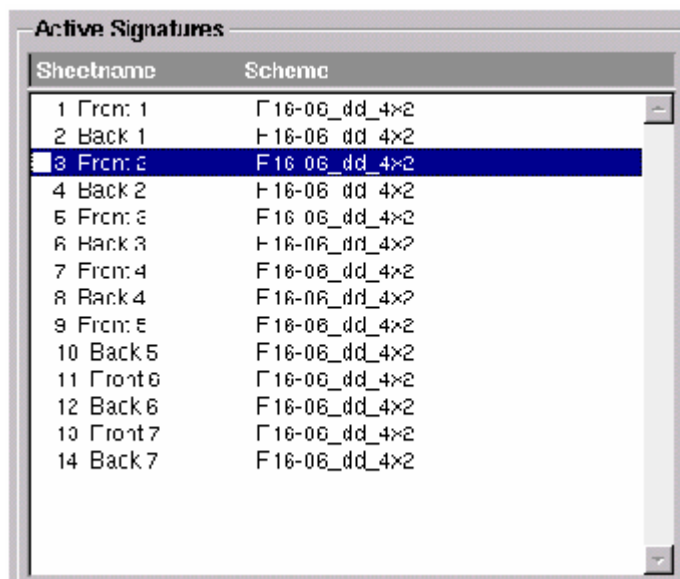 Active Signatures
Sheetname Scheme
1 Front 1 F16-06_dd_4x2
2 Back 1 F16-06_dd_4x2
3 Front 2 F16-06_dd_4x2
4 Back 2 F16-06_dd_4x2
5 Front 3 F16-06_dd_4x2
6 Back 3 F16-06_dd_4x2
7 Front 4 F16-06_dd_4x2
8 Back 4 F16-06_dd_4x2
9 Front 5 F16-06_dd_4x2
10 Back 5 F16-06_dd_4x2
11 Front 6 F16-06_dd_4x2
12 Back 6 F16-06_dd_4x2
13 Front 7 F16-06_dd_4x2
14 Back 7 F16-06_dd_4x2